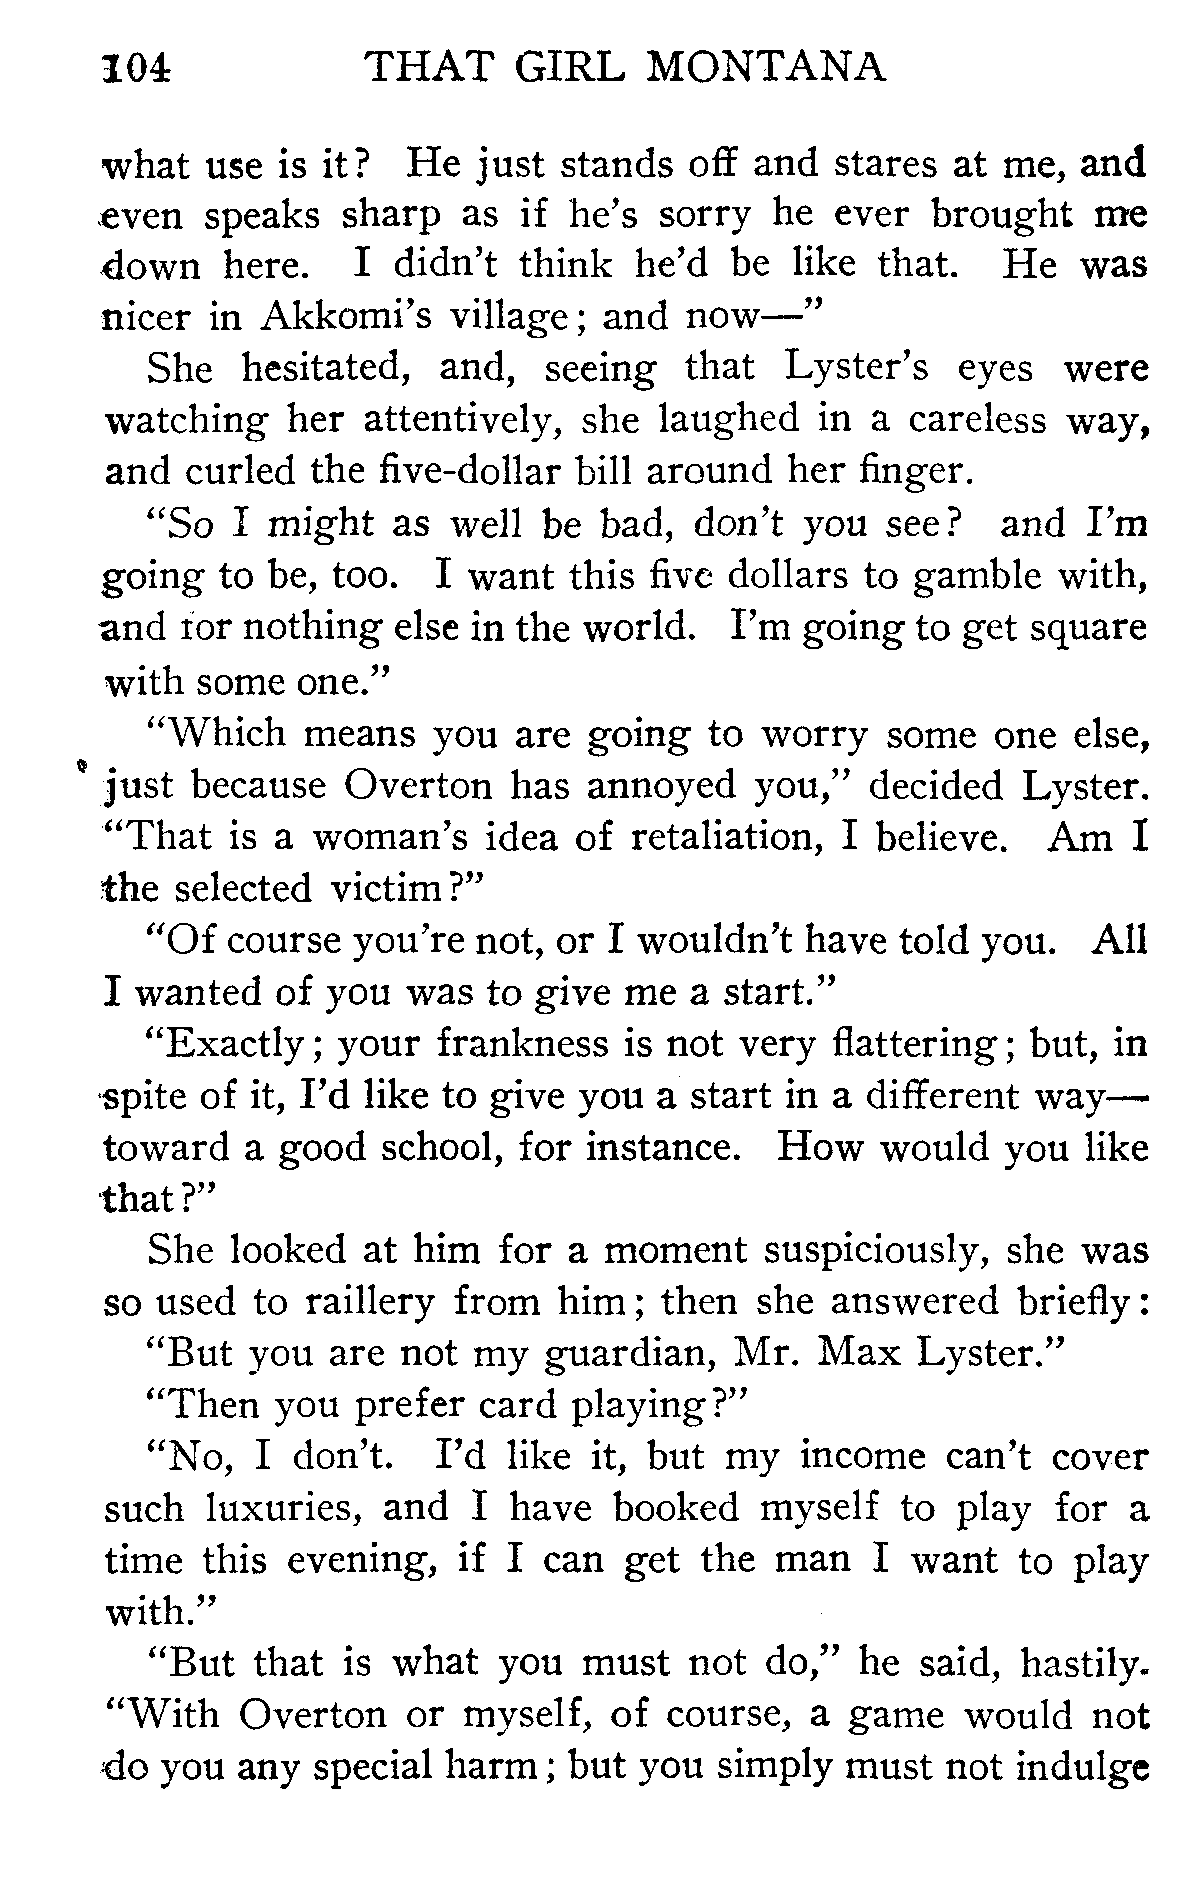 104 THAT GIRL MONTANA
what use is it? He just stands off and stares at me, and
even speaks sharp as if he's sorry he ever brought me
down here. I didn't think he'd be like that. He was
nicer in Akkomi's village; and now—"
She hesitated, and, seeing that Lyster's eyes were
watching her attentively, she laughed in a careless way,
and curled the five-dollar bill around her finger.
"So I might as well be bad, don't you see? and I'm
going to be, too. I want this five dollars to gamble with,
and for nothing else in the world. I'm going to get square
with some one."
"Which means you are going to worry some one else,
just because Overton has annoyed you," decided Lyster.
"That is a woman's idea of retaliation, I believe. Am I
the selected victim?"
"Of course you're not, or I wouldn't have told you. All
I wanted of you was to give me a start."
"Exactly; your frankness is not very flattering; but, in
spite of it, I'd like to give you a start in a different way—
toward a good school, for instance. How would you like
that?"
She looked at him for a moment suspiciously, she was
so used to raillery from him; then she answered briefly:
"But you are not my guardian, Mr. Max Lyster."
"Then you prefer card playing?"
"No, I don't. I'd like it, but my income can't cover
such luxuries, and I have booked myself to play for a
time this evening, if I can get the man I want to play
with."
"But that is what you must not do," he said, hastily.
"With Overton or myself, of course, a game would not
do you any special harm; but you simply must not indulge